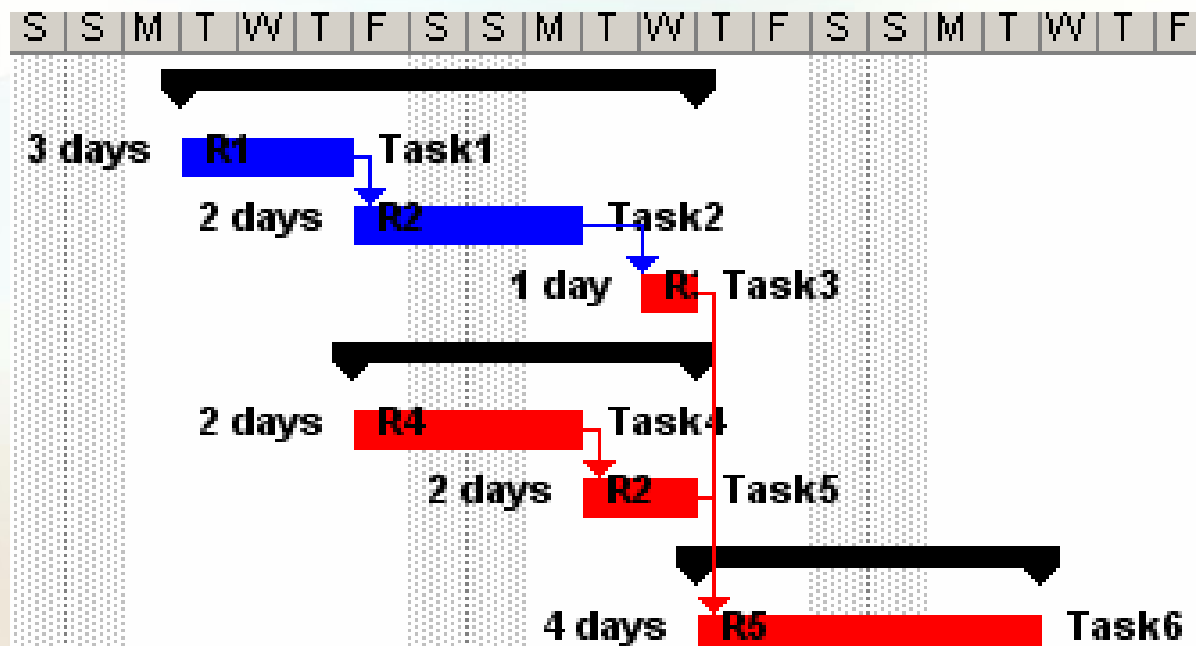 S S M T W T F S S M T W T F S S M T W T F
3 days R1 Task1
2 days R2 Task2
1 day Task3
2 days R4 Task4
2 days R2 Task5
4 days R5 Task6